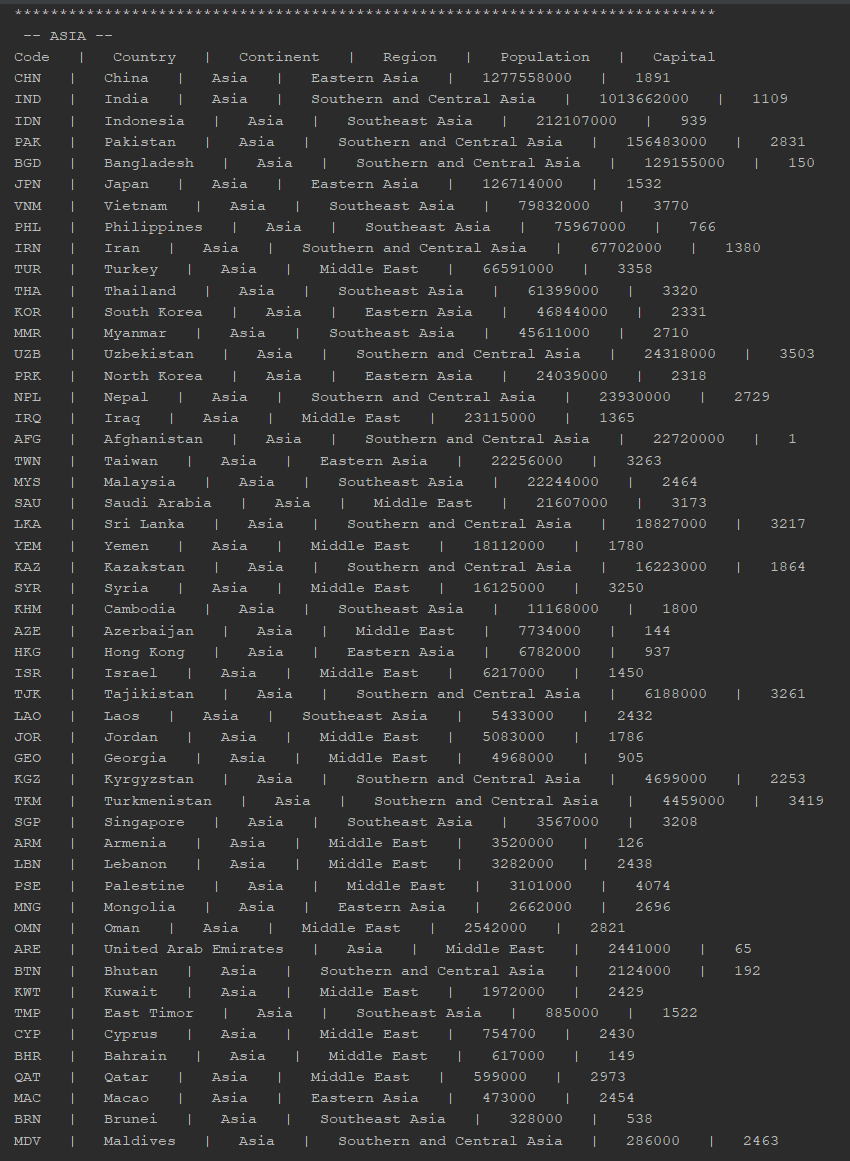 *******************************************************************************
-- ASIA --
Code | Country | Continent | Region | Population | Capital
CHN | China | Asia | Eastern Asia | 1277558000 | 1891
IND | India | Asia | Southern and Central Asia | 1013662000 | 1109
IDN | Indonesia | Asia | Southeast Asia | 212107000 | 939
PAK | Pakistan | Asia | Southern and Central Asia | 156483000 | 2831
BGD | Bangladesh | Asia | Southern and Central Asia | 129155000 | 150
JPN | Japan | Asia | Eastern Asia | 126714000 | 1532
VNM | Vietnam | Asia | Southeast Asia | 79832000 | 3770
PHL | Philippines | Asia | Southeast Asia | 75967000 | 766
IRN | Iran | Asia | Southern and Central Asia | 67702000 | 1380
TUR | Turkey | Asia | Middle East | 66591000 | 3358
THA | Thailand | Asia | Southeast Asia | 61399000 | 3320
KOR | South Korea | Asia | Eastern Asia | 46844000 | 2331
MMR | Myanmar | Asia | Southeast Asia | 45611000 | 2710
UZB | Uzbekistan | Asia | Southern and Central Asia | 24318000 | 3503
PRK | North Korea | Asia | Eastern Asia | 24039000 | 2318
NPL | Nepal | Asia | Southern and Central Asia | 23930000 | 2729
IRQ | Iraq | Asia | Middle East | 23115000 | 1365
AFG | Afghanistan | Asia | Southern and Central Asia | 22720000 | 1
TWN | Taiwan | Asia | Eastern Asia | 22256000 | 3263
MYS | Malaysia | Asia | Southeast Asia | 22244000 | 2464
SAU | Saudi Arabia | Asia | Middle East | 21607000 | 3173
LKA | Sri Lanka | Asia | Southern and Central Asia | 18827000 | 3217
YEM | Yemen | Asia | Middle East | 18112000 | 1780
KAZ | Kazakstan | Asia | Southern and Central Asia | 16223000 | 1864
SYR | Syria | Asia | Middle East | 16125000 | 3250
KHM | Cambodia | Asia | Southeast Asia | 11168000 | 1800
AZE | Azerbaijan | Asia | Middle East | 7734000 | 144
HKG | Hong Kong | Asia | Eastern Asia | 6782000 | 937
ISR | Israel | Asia | Middle East | 6217000 | 1450
TJK | Tajikistan | Asia | Southern and Central Asia | 6188000 | 3261
LAO | Laos | Asia | Southeast Asia | 5433000 | 2432
JOR | Jordan | Asia | Middle East | 5083000 | 1786
GEO | Georgia | Asia | Middle East | 4968000 | 905
KGZ | Kyrgyzstan | Asia | Southern and Central Asia | 4699000 | 2253
TKM | Turkmenistan | Asia | Southern and Central Asia | 4459000 | 3419
SGP | Singapore | Asia | Southeast Asia | 3567000 | 3208
ARM | Armenia | Asia | Middle East | 3520000 | 126
LBN | Lebanon | Asia | Middle East | 3282000 | 2438
PSE | Palestine | Asia | Middle East | 3101000 | 4074
MNG | Mongolia | Asia | Eastern Asia | 2662000 | 2696
OMN | Oman | Asia | Middle East | 2542000 | 2821
ARE | United Arab Emirates | Asia | Middle East | 2441000 | 65
BTN | Bhutan | Asia | Southern and Central Asia | 2124000 | 192
KWT | Kuwait | Asia | Middle East | 1972000 | 2429
TMP | East Timor | Asia | Southeast Asia | 885000 | 1522
CYP | Cyprus | Asia | Middle East | 754700 | 2430
BHR | Bahrain | Asia | Middle East | 617000 | 149
QAT | Qatar | Asia | Middle East | 599000 | 2973
MAC | Macao | Asia | Eastern Asia | 473000 | 2454
BRN | Brunei | Asia | Southeast Asia | 328000 | 538
MDV | Maldives | Asia | Southern and Central Asia | 286000 | 2463